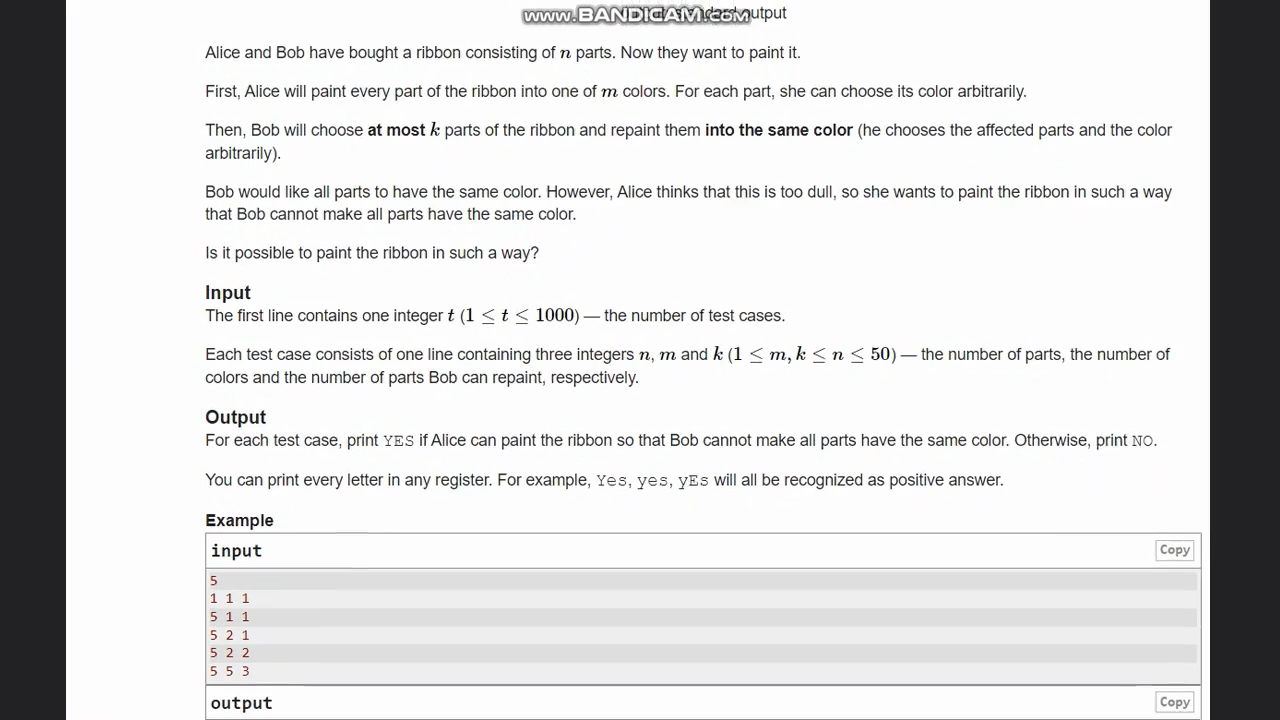 www.BANDICAM.com output
Alice and Bob have bought a ribbon consisting of n parts. Now they want to paint it.
First, Alice will paint every part of the ribbon into one of m colors. For each part, she can choose its color arbitrarily.
Then, Bob will choose at most k parts of the ribbon and repaint them into the same color (he chooses the affected parts and the color
arbitrarily).
Bob would like all parts to have the same color. However, Alice thinks that this is too dull, so she wants to paint the ribbon in such a way
that Bob cannot make all parts have the same color.
Is it possible to paint the ribbon in such a way?
Input
The first line contains one integer t (1 ≤ t ≤ 1000) — the number of test cases.
Each test case consists of one line containing three integers n, m and k (1 ≤ m, k ≤ n ≤ 50) — the number of parts, the number of
colors and the number of parts Bob can repaint, respectively.
Output
For each test case, print YES if Alice can paint the ribbon so that Bob cannot make all parts have the same color. Otherwise, print NO.
You can print every letter in any register. For example, Yes, yes, yEs will all be recognized as positive answer.
Example
input Copy
5
1 1 1
5 1 1
5 2 1
5 2 2
5 5 3
output Copy